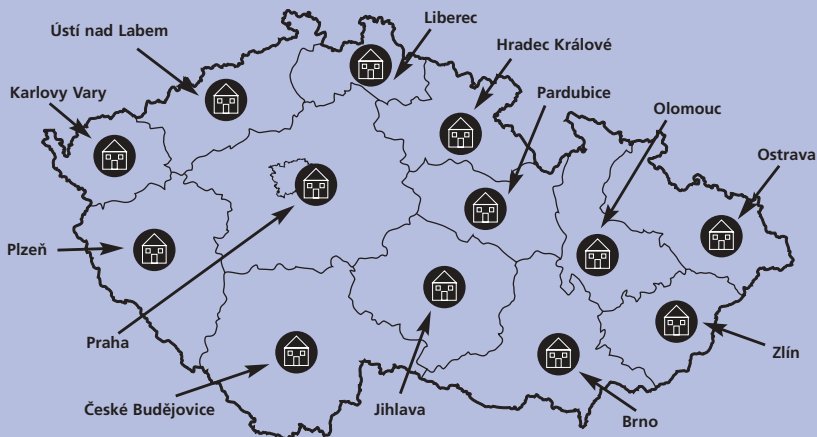 Liberec
Ústí nad Labem
Hradec Králové
Karlovy Vary
Pardubice
Olomouc
Ostrava
Plzeň
Praha
Zlín
České Budějovice
Jihlava
Brno